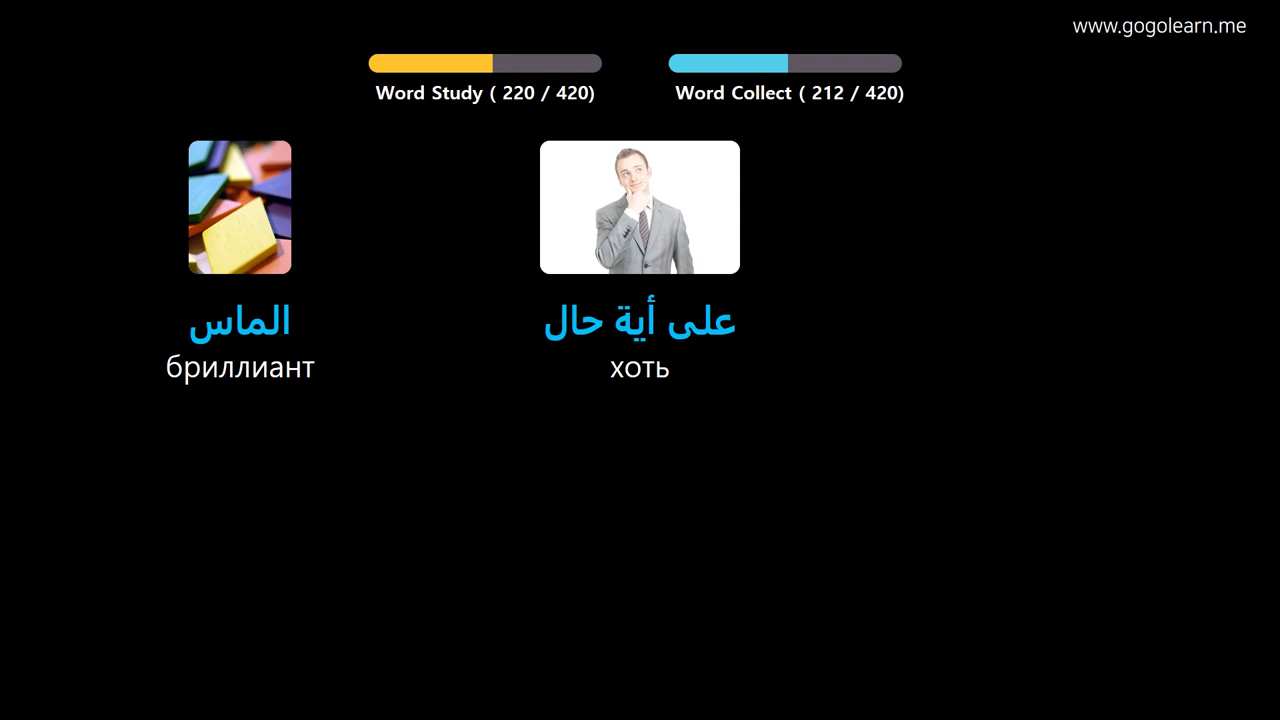 www.gogolearn.me
Word Study ( 220 / 420)
Word Collect ( 212 / 420)
الماس
бриллиант
على أية حال
хоть